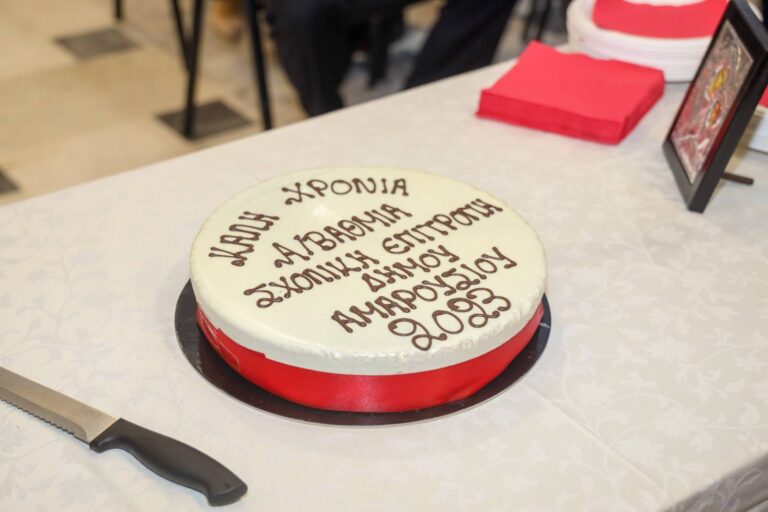 ΚΑΛΗ ΧΡΟΝΙΑ
Α/ΒΑΘΜΙΑ
ΣΧΟΛΙΚΗ ΕΠΙΤΡΟΠΗ
ΔΗΜΟΥ
ΑΜΑΡΟΥΣΙΟΥ
2023